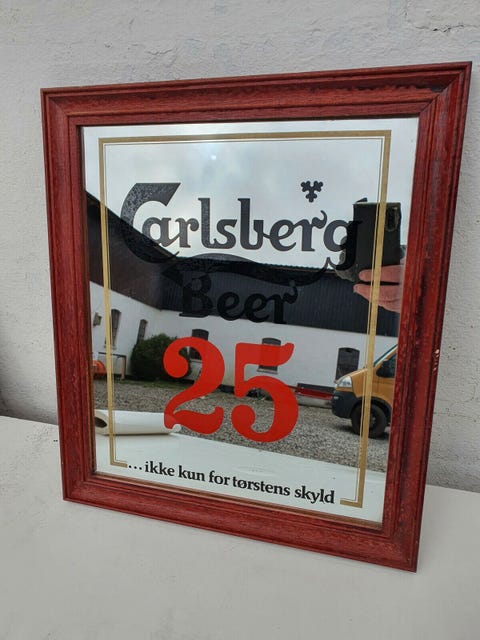 Carlsberg
Beer
25
...ikke kun for tørstens skyld